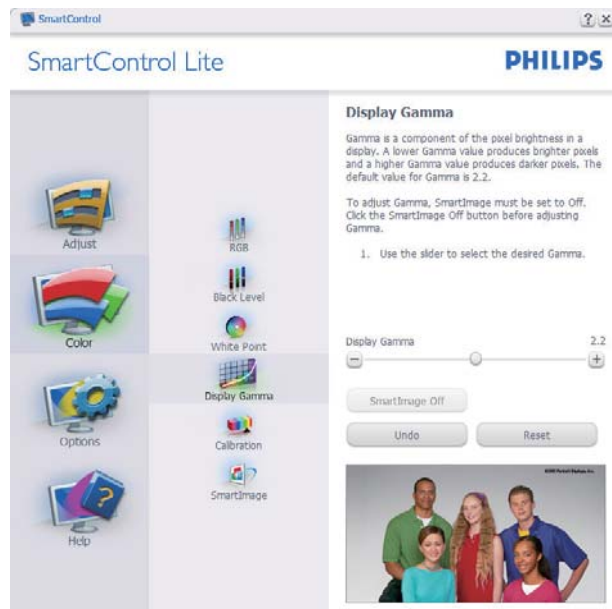 SmartControl
SmartControl Lite
PHILIPS
Adjust
Color
Options
Help
RGB
Black Level
White Point
Display Gamma
Calibration
SmartImage
Display Gamma
Gamma is a component of the pixel brightness in a
display. A lower Gamma value produces brighter pixels
and a higher Gamma value produces darker pixels. The
default value for Gamma is 2.2.
To adjust Gamma, SmartImage must be set to Off.
Click the SmartImage Off button before adjusting
Gamma.
1. Use the slider to select the desired Gamma.
Display Gamma 2.2
SmartImage Off
Undo Reset